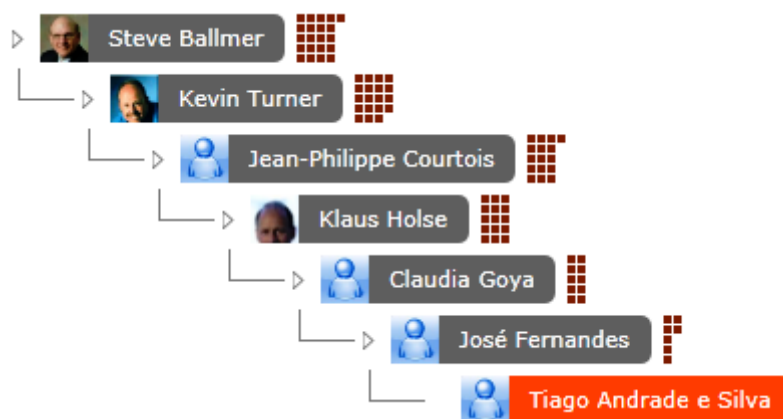 Steve Ballmer
Kevin Turner
Jean-Philippe Courtois
Klaus Holse
Claudia Goya
José Fernandes
Tiago Andrade e Silva